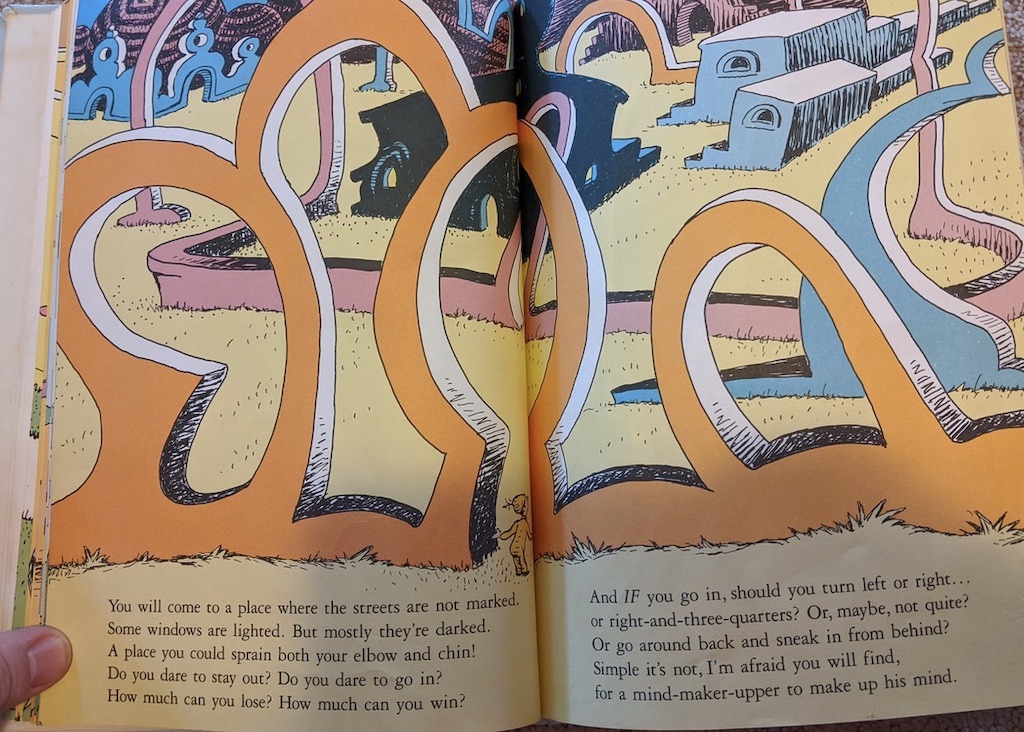 You will come to a place where the streets are not marked.
Some windows are lighted. But mostly they're darked.
A place you could sprain both your elbow and chin!
Do you dare to stay out? Do you dare to go in?
How much can you lose? How much can you win?
And IF you go in, should you turn left or right...
or right-and-three-quarters? Or, maybe, not quite?
Or go around back and sneak in from behind?
Simple it's not, I'm afraid you will find,
for a mind-maker-upper to make up his mind.